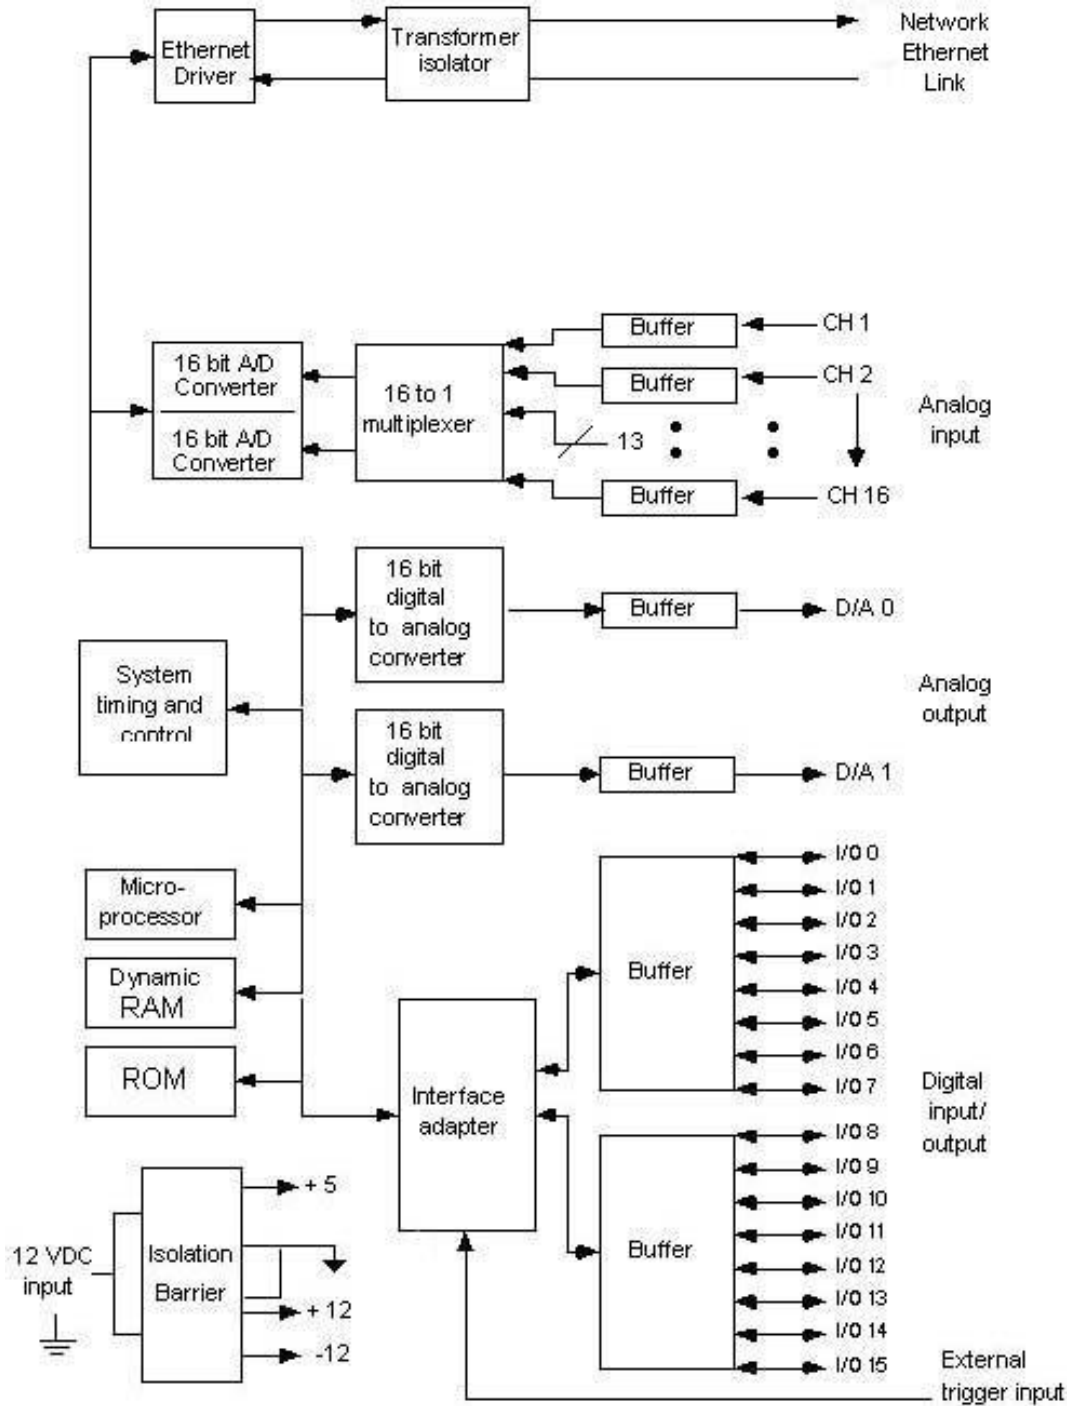 Ethernet
Driver
Transformer
isolator
Network
Ethernet
Link
16 bit A/D
Converter
16 bit A/D
Converter
16 to 1
multiplexer
Buffer
CH 1
Buffer
CH 2
13
Buffer
CH 16
Analog
input
16 bit
digital
to analog
converter
Buffer
D/A 0
System
timing and
control
16 bit
digital
to analog
converter
Buffer
D/A 1
Analog
output
Micro-
processor
Dynamic
RAM
ROM
Interface
adapter
Buffer
I/O 0
I/O 1
I/O 2
I/O 3
I/O 4
I/O 5
I/O 6
I/O 7
Buffer
I/O 8
I/O 9
I/O 10
I/O 11
I/O 12
I/O 13
I/O 14
I/O 15
Digital
input/
output
12 VDC
input
Isolation
Barrier
+ 5
+ 12
-12
External
trigger input